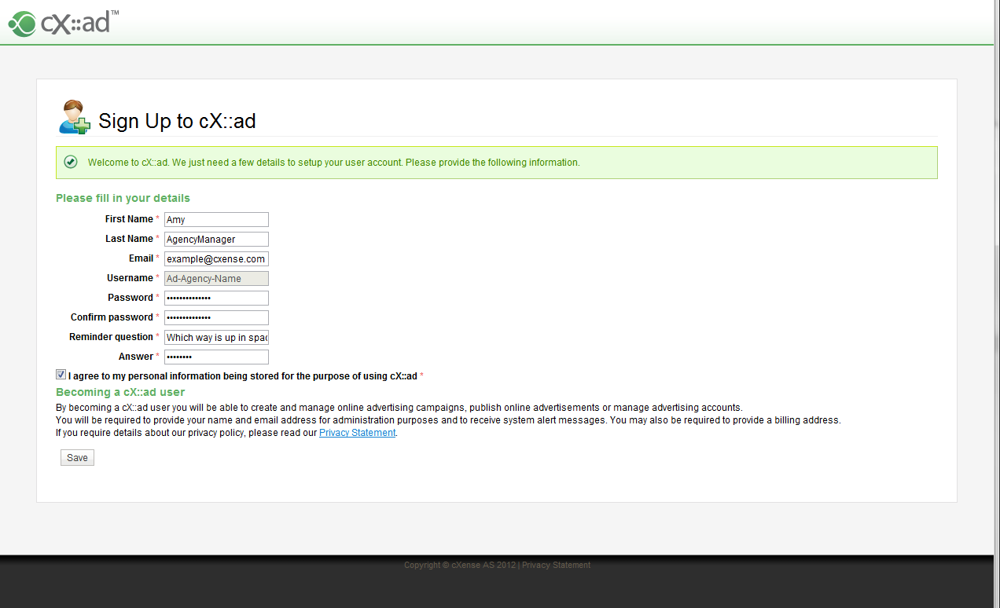 cX::ad™
Sign Up to cX::ad
Welcome to cX::ad. We just need a few details to setup your user account. Please provide the following information.
Please fill in your details
First Name * Amy
Last Name * AgencyManager
Email * example@cxense.com
Username * Ad-Agency-Name
Password * ••••••••••••••
Confirm password * ••••••••••••••
Reminder question * Which way is up in spac
Answer * ••••••••
I agree to my personal information being stored for the purpose of using cX::ad *
Becoming a cX::ad user
By becoming a cX::ad user you will be able to create and manage online advertising campaigns, publish online advertisements or manage advertising accounts.
You will be required to provide your name and email address for administration purposes and to receive system alert messages. You may also be required to provide a billing address.
If you require details about our privacy policy, please read our Privacy Statement.
Save
Copyright © cXense AS 2012 | Privacy Statement